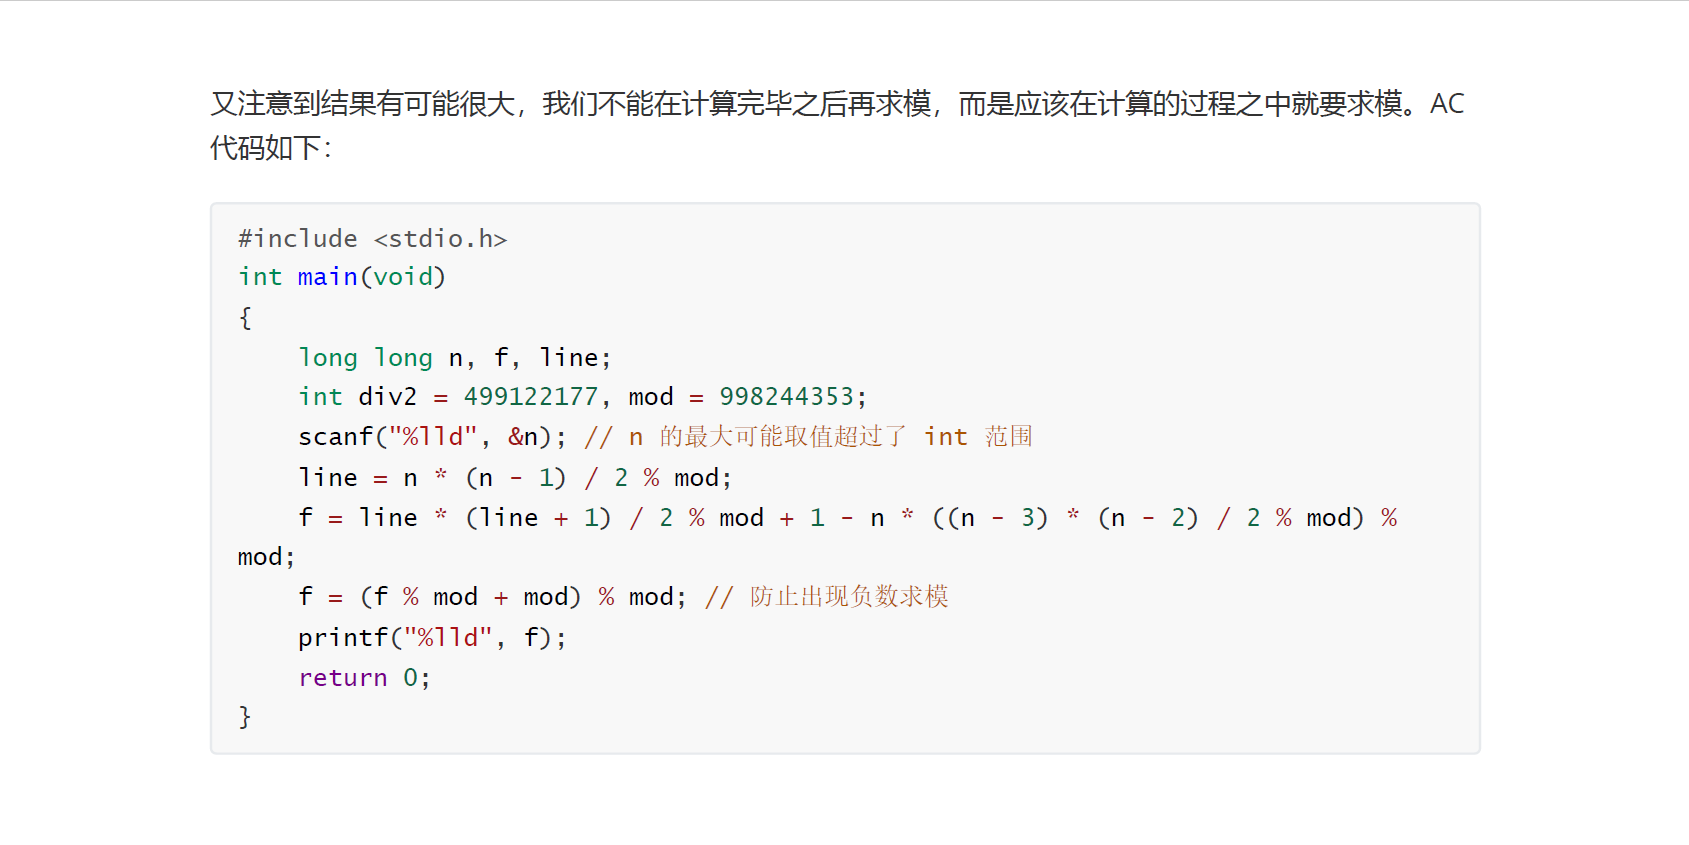 又注意到结果有可能很大，我们不能在计算完毕之后再求模，而是应该在计算的过程之中就要求模。AC
代码如下：
#include <stdio.h>
int main(void)
{
    long long n, f, line;
    int div2 = 499122177, mod = 998244353;
    scanf("%lld", &n); // n 的最大可能取值超过了 int 范围
    line = n * (n - 1) / 2 % mod;
    f = line * (line + 1) / 2 % mod + 1 - n * ((n - 3) * (n - 2) / 2 % mod) %
mod;
    f = (f % mod + mod) % mod; // 防止出现负数求模
    printf("%lld", f);
    return 0;
}